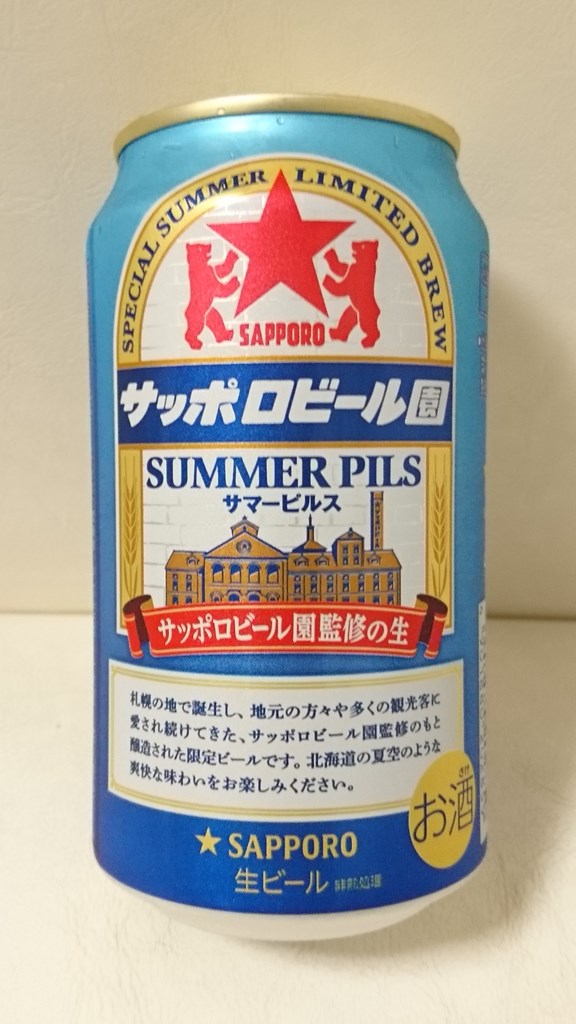 SPECIAL SUMMER LIMITED BREW
SAPPORO
サッポロビール園
SUMMER PILS
サマーピルス
サッポロビール園監修の生
札幌の地で誕生し、地元の方々や多くの観光客に
愛され続けてきた、サッポロビール園監修のもと
醸造された限定ビールです。北海道の夏空のような
爽快な味わいをお楽しみください。
さけ
お酒
★SAPPORO
生ビール 非熱処理